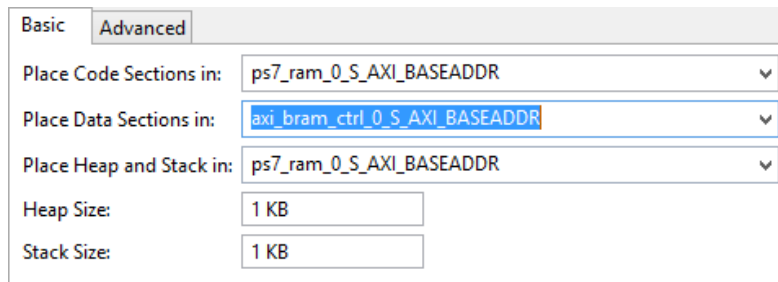 Basic Advanced
Place Code Sections in: ps7_ram_0_S_AXI_BASEADDR
Place Data Sections in: axi_bram_ctrl_0_S_AXI_BASEADDR
Place Heap and Stack in: ps7_ram_0_S_AXI_BASEADDR
Heap Size: 1 KB
Stack Size: 1 KB